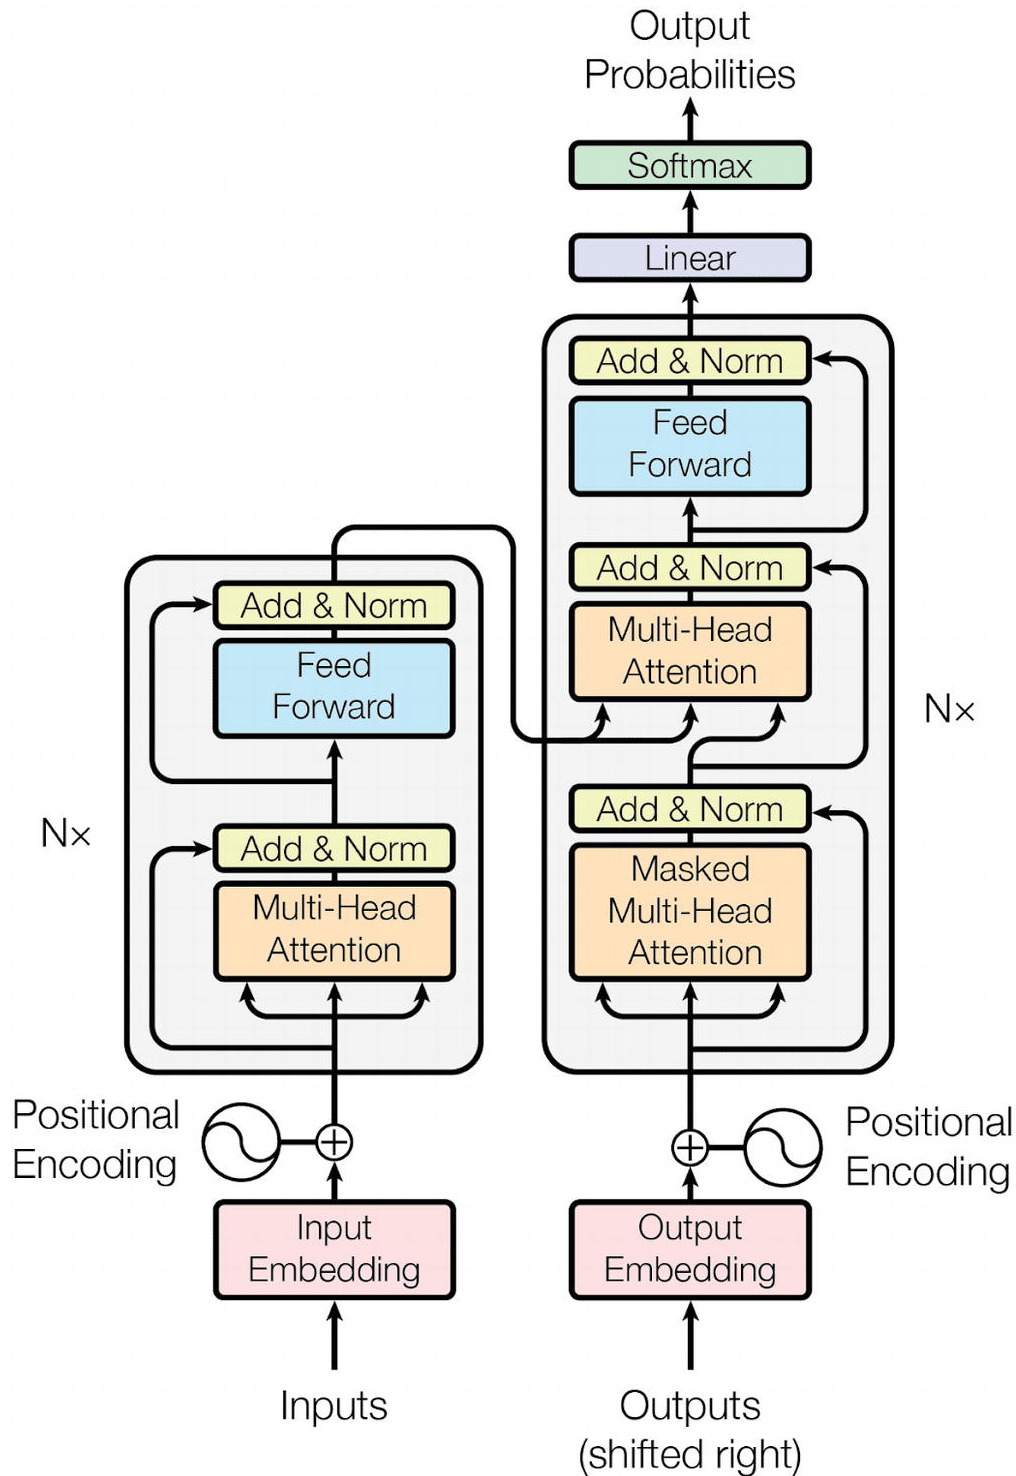 Output
Probabilities
Softmax
Linear
Add & Norm
Feed
Forward
Add & Norm
Multi-Head
Attention
Nx
Add & Norm
Masked
Multi-Head
Attention
Add & Norm
Feed
Forward
Nx
Add & Norm
Multi-Head
Attention
Positional
Encoding
Positional
Encoding
Input
Embedding
Output
Embedding
Inputs
Outputs
(shifted right)